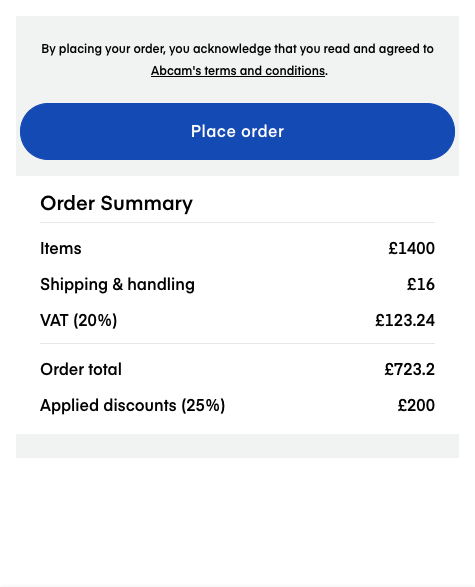 By placing your order, you acknowledge that you read and agreed to
Abcam's terms and conditions.
Place order
Order Summary
Items £1400
Shipping & handling £16
VAT (20%) £123.24
Order total £723.2
Applied discounts (25%) £200